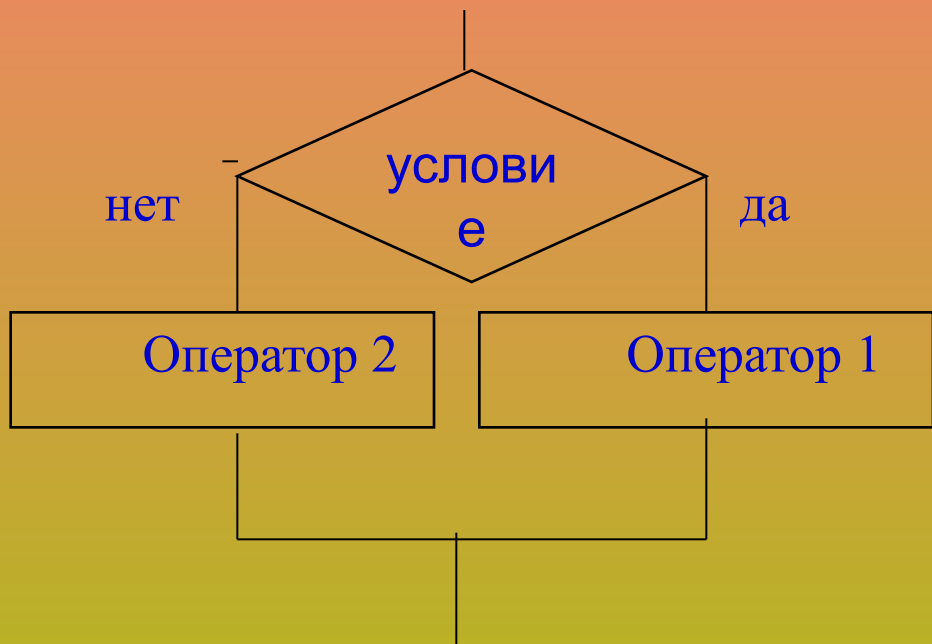 услови
е
нет
да
Оператор 2
Оператор 1